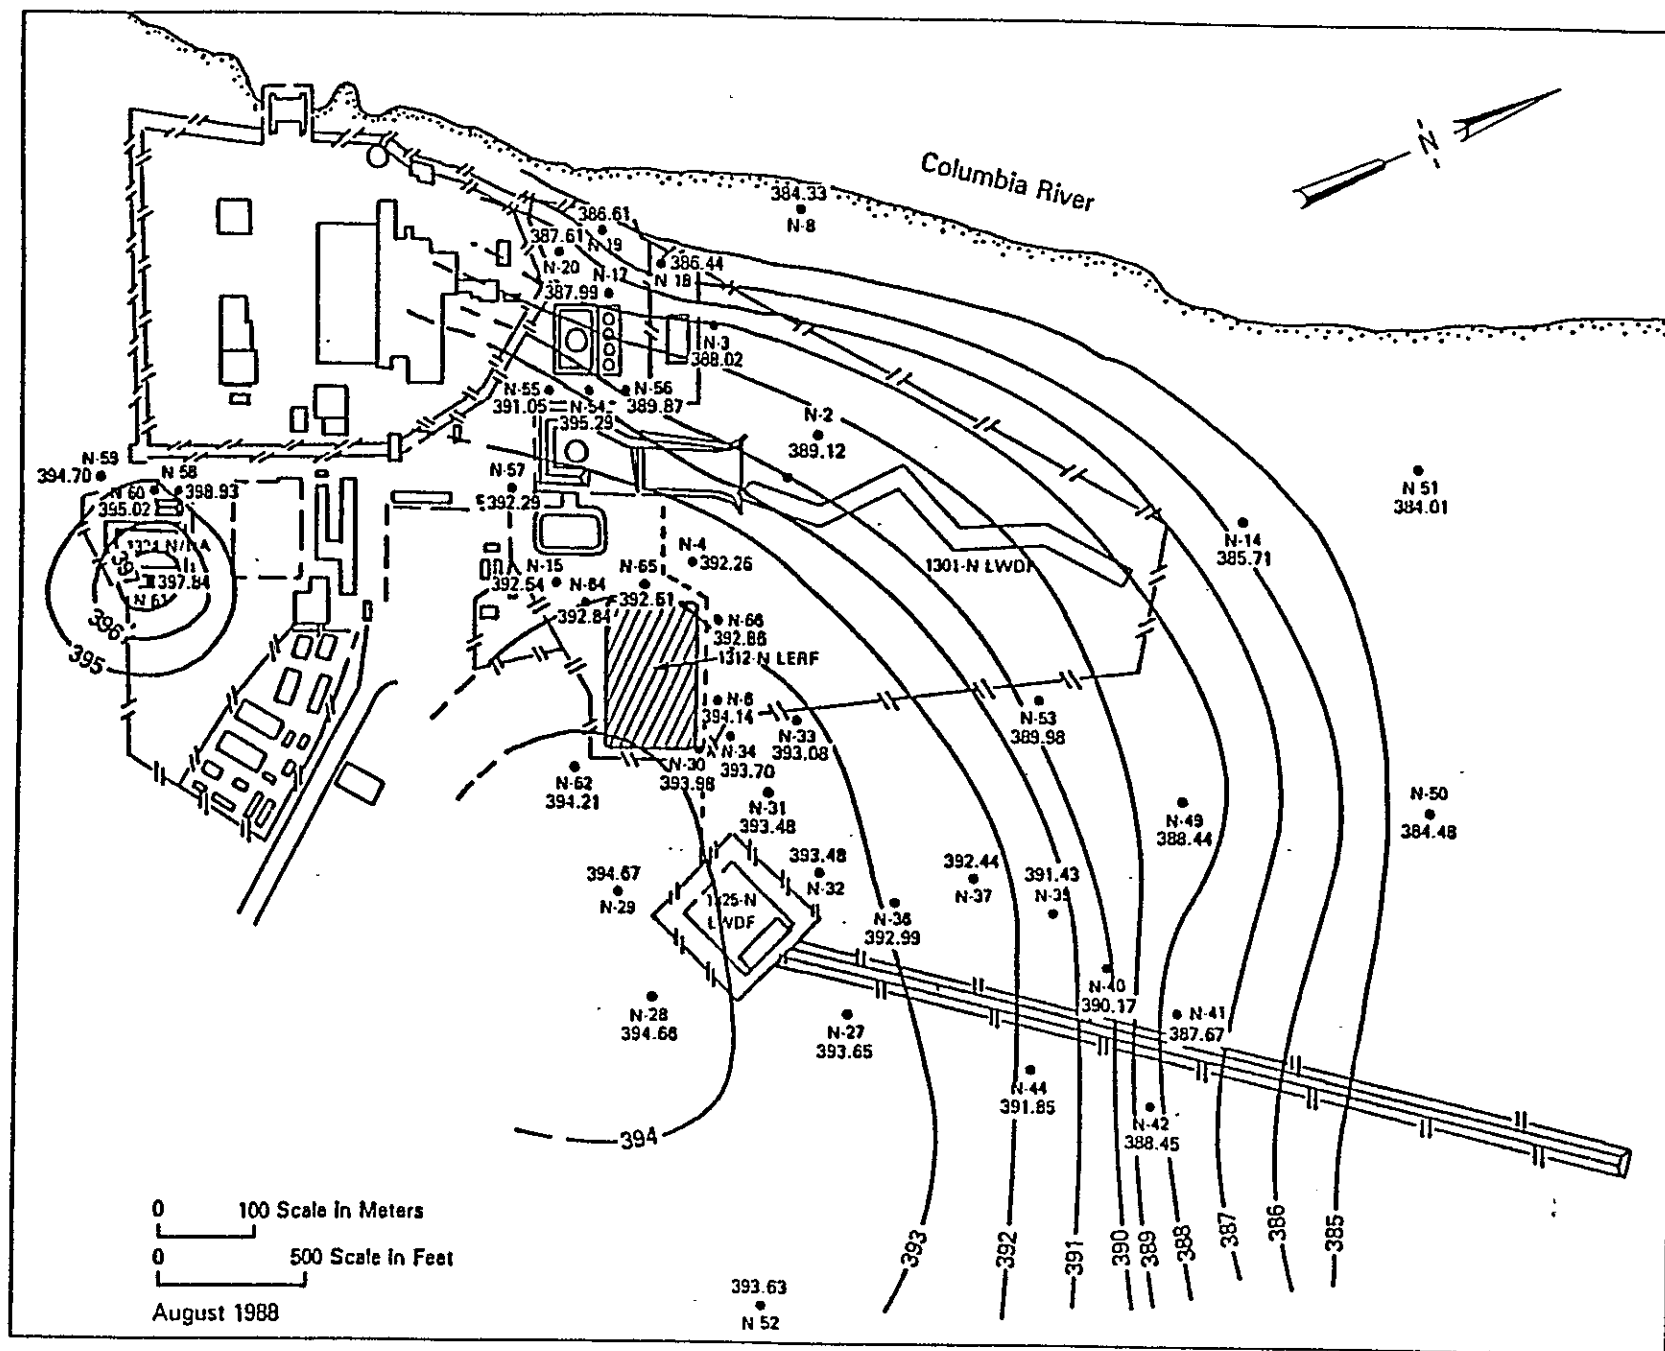 Columbia River
N
384.33
N-8
386.61
N-19
387.61
N-20
N-17
387.99
386.44
N 18
N-3
388.02
N-55
391.05
N-54
395.29
N-56
389.87
N-2
389.12
N-59
394.70
N 60
395.02
N 58
398.93
N-57
392.29
N 51
384.01
N-14
385.71
1301-N LWDF
397.84
N 61
396
395
N-15
392.54
N-64
392.84
N-65
392.61
N-4
392.26
N-66
392.86
1312-N LERF
N-6
394.14
N-33
393.08
N-34
393.70
N-30
393.98
N-53
389.98
N-62
394.21
N-31
393.48
N-49
388.44
N-50
384.48
394.67
N-29
393.48
N-32
LWDF
N-36
392.99
392.44
N-37
391.43
N-40
390.17
N-41
387.67
N-28
394.66
N-27
393.65
N-44
391.85
N-42
388.45
394
393
392
391
390
389
388
387
386
385
0 100 Scale in Meters
0 500 Scale in Feet
August 1988
393.63
N 52